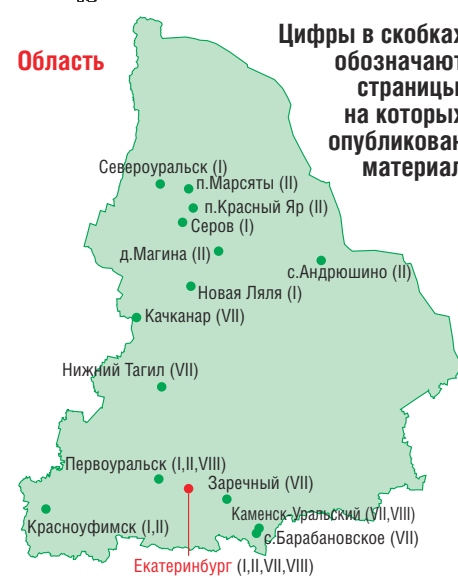 Цифры в скобках
обозначают
страницы,
на которых
опубликован
материал
Область
Североуральск (I)
п.Марсяты (II)
п.Красный Яр (II)
Серов (I)
д.Магина (II)
с.Андрюшино (II)
Новая Ляля (I)
Качканар (VII)
Нижний Тагил (VII)
Первоуральск (I,II,VIII)
Заречный (VII)
Каменск-Уральский (VII,VIII)
Красноуфимск (I,II)
с.Барабановское (VII)
Екатеринбург (I,II,VII,VIII)